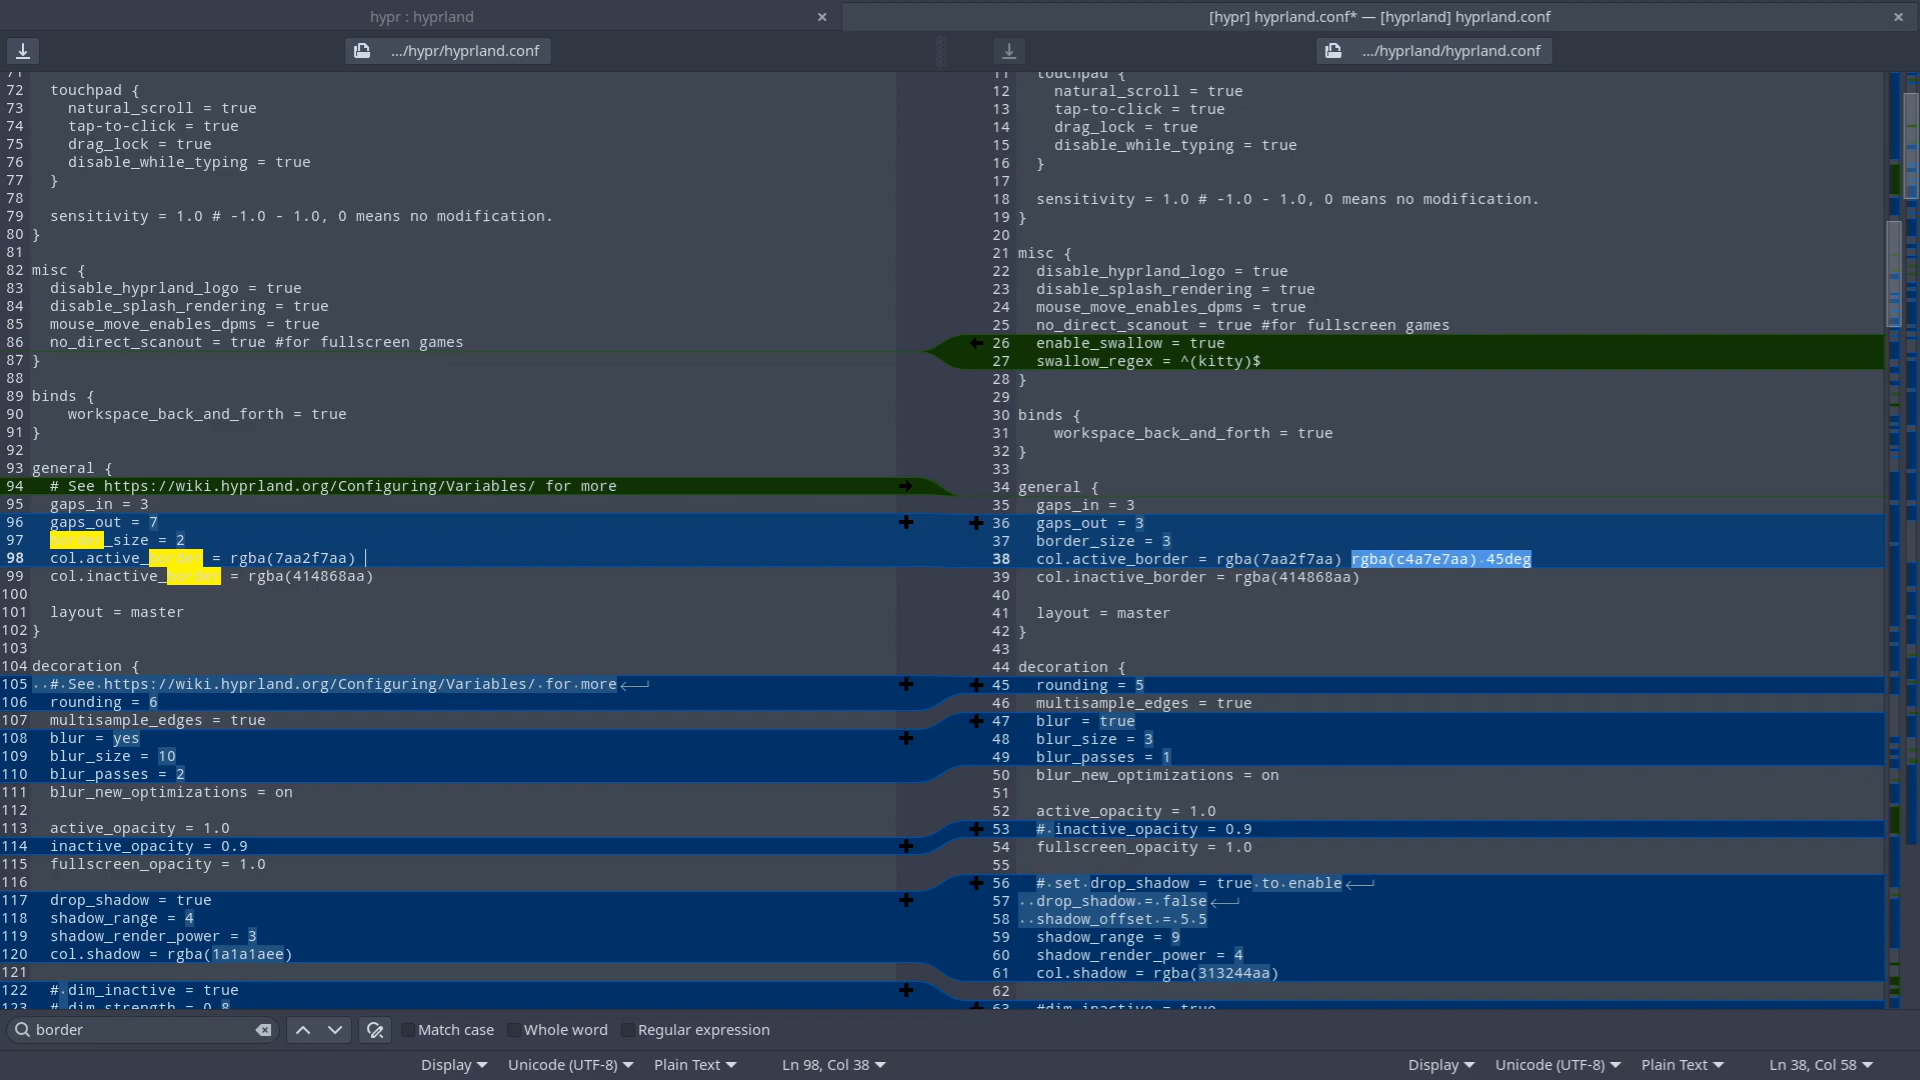 hypr : hyprland
[hypr] hyprland.conf* — [hyprland] hyprland.conf
.../hypr/hyprland.conf
.../hyprland/hyprland.conf
71
72 touchpad {
73 natural_scroll = true
74 tap-to-click = true
75 drag_lock = true
76 disable_while_typing = true
77 }
78
79 sensitivity = 1.0 # -1.0 - 1.0, 0 means no modification.
80 }
81
82 misc {
83 disable_hyprland_logo = true
84 disable_splash_rendering = true
85 mouse_move_enables_dpms = true
86 no_direct_scanout = true #for fullscreen games
87 }
88
89 binds {
90 workspace_back_and_forth = true
91 }
92
93 general {
94 # See https://wiki.hyprland.org/Configuring/Variables/ for more
95 gaps_in = 3
96 gaps_out = 7
97 border_size = 2
98 col.active_border = rgba(7aa2f7aa)
99 col.inactive_border = rgba(414868aa)
100
101 layout = master
102 }
103
104 decoration {
105 # See https://wiki.hyprland.org/Configuring/Variables/ for more
106 rounding = 6
107 multisample_edges = true
108 blur = yes
109 blur_size = 10
110 blur_passes = 2
111 blur_new_optimizations = on
112
113 active_opacity = 1.0
114 inactive_opacity = 0.9
115 fullscreen_opacity = 1.0
116
117 drop_shadow = true
118 shadow_range = 4
119 shadow_render_power = 3
120 col.shadow = rgba(1a1a1aee)
121
122 # dim_inactive = true
123 # dim_strength = 0.8
11 touchpad {
12 natural_scroll = true
13 tap-to-click = true
14 drag_lock = true
15 disable_while_typing = true
16 }
17
18 sensitivity = 1.0 # -1.0 - 1.0, 0 means no modification.
19 }
20
21 misc {
22 disable_hyprland_logo = true
23 disable_splash_rendering = true
24 mouse_move_enables_dpms = true
25 no_direct_scanout = true #for fullscreen games
26 enable_swallow = true
27 swallow_regex = ^(kitty)$
28 }
29
30 binds {
31 workspace_back_and_forth = true
32 }
33
34 general {
35 gaps_in = 3
36 gaps_out = 3
37 border_size = 3
38 col.active_border = rgba(7aa2f7aa) rgba(c4a7e7aa) 45deg
39 col.inactive_border = rgba(414868aa)
40
41 layout = master
42 }
43
44 decoration {
45 rounding = 5
46 multisample_edges = true
47 blur = true
48 blur_size = 3
49 blur_passes = 1
50 blur_new_optimizations = on
51
52 active_opacity = 1.0
53 # inactive_opacity = 0.9
54 fullscreen_opacity = 1.0
55
56 # set drop_shadow = true to enable
57 drop_shadow = false
58 shadow_offset = 5 5
59 shadow_range = 9
60 shadow_render_power = 4
61 col.shadow = rgba(313244aa)
62
63 #dim_inactive = true
border
Match case
Whole word
Regular expression
Display
Unicode (UTF-8)
Plain Text
Ln 98, Col 38
Display
Unicode (UTF-8)
Plain Text
Ln 38, Col 58